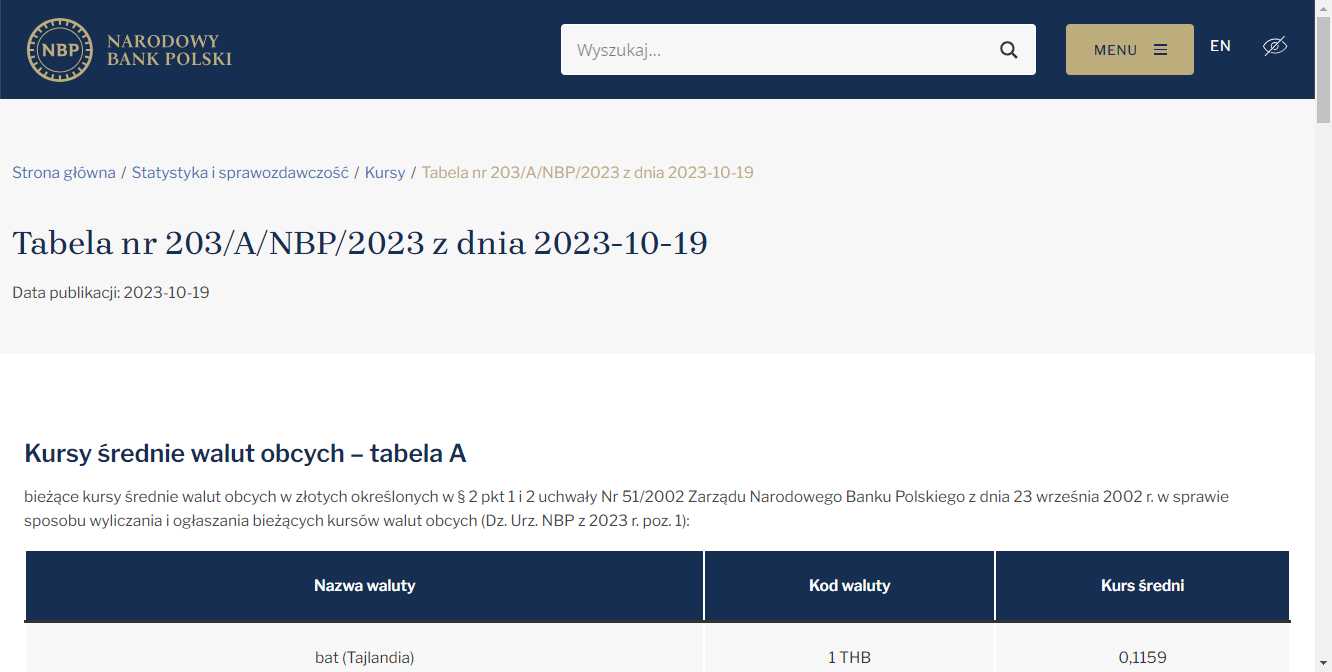 NBP
NARODOWY
BANK POLSKI
Wyszukaj...
MENU
EN
Strona główna / Statystyka i sprawozdawczość / Kursy / Tabela nr 203/A/NBP/2023 z dnia 2023-10-19
Tabela nr 203/A/NBP/2023 z dnia 2023-10-19
Data publikacji: 2023-10-19
Kursy średnie walut obcych – tabela A
bieżące kursy średnie walut obcych w złotych określonych w § 2 pkt 1 i 2 uchwały Nr 51/2002 Zarządu Narodowego Banku Polskiego z dnia 23 września 2002 r. w sprawie
sposobu wyliczania i ogłaszania bieżących kursów walut obcych (Dz. Urz. NBP z 2023 r. poz. 1):
Nazwa waluty Kod waluty Kurs średni
bat (Tajlandia) 1 THB 0,1159